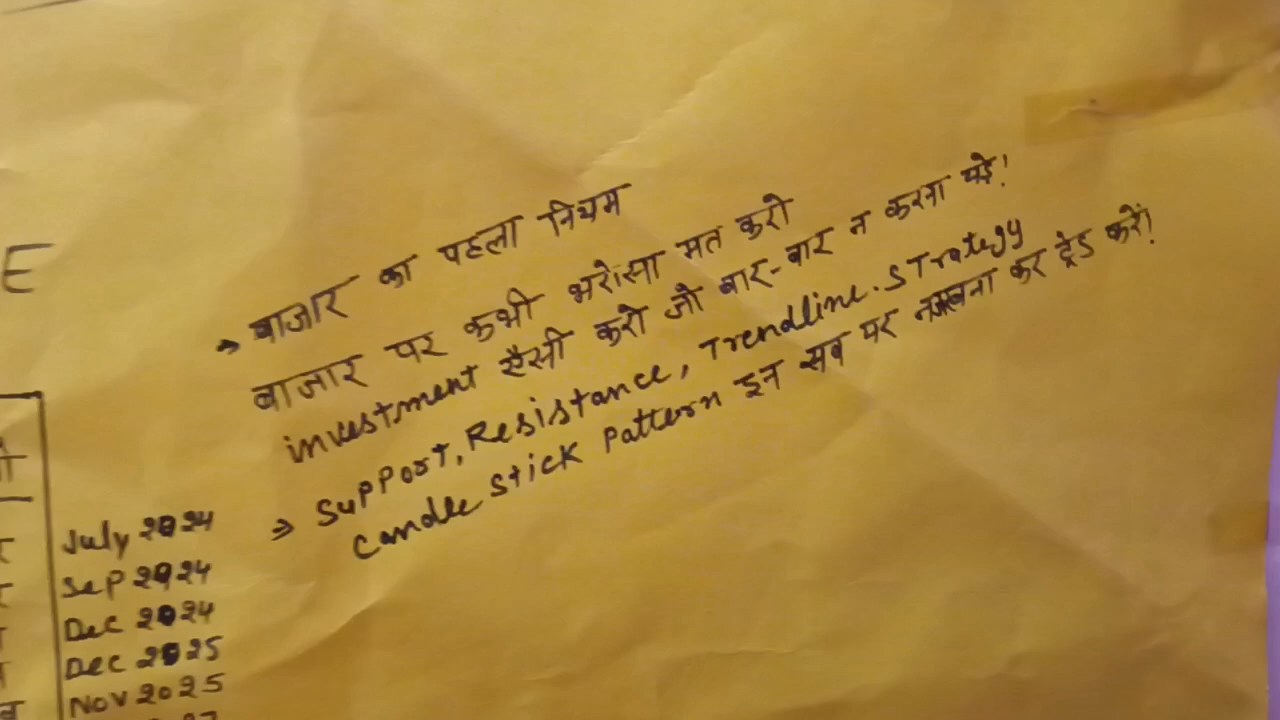 E
→ बाजार का पहला नियम
बाजार पर कभी भरोसा मत करो
investment ऐसी करो जो बार-बार न करना पड़े!
⇒ Support, Resistance, Trendline. Strategy
Candle Stick Pattern इन सब पर कर ट्रेड करें!
July 2024
Sep 2024
Dec 2024
Dec 2025
Nov 2025